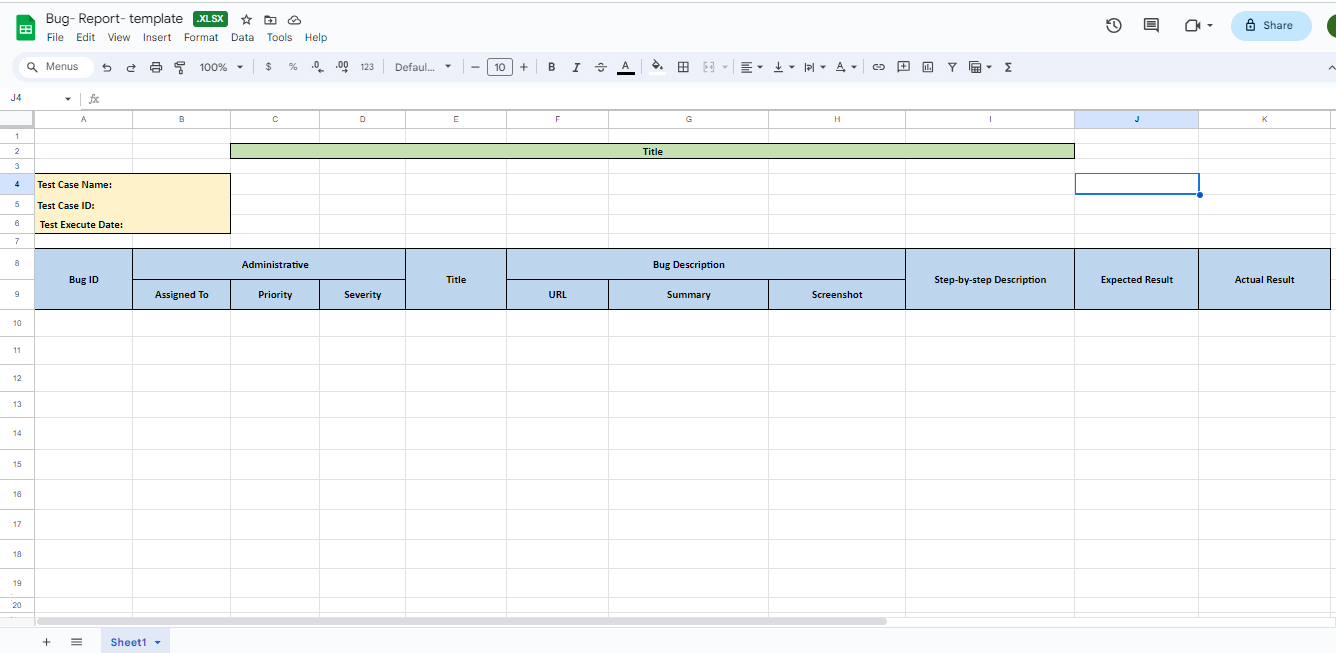 Bug- Report- template .XLSX
File Edit View Insert Format Data Tools Help
Share
Menus 100% $ % .0 .00 123 Defaul... 10 B I S A A Σ
J4 fx
A B C D E F G H I J K
1
2 Title
3
4 Test Case Name:
5 Test Case ID:
6 Test Execute Date:
7
8 Bug ID Administrative Title Bug Description Step-by-step Description Expected Result Actual Result
9 Assigned To Priority Severity URL Summary Screenshot
10
11
12
13
14
15
16
17
18
19
20
Sheet1